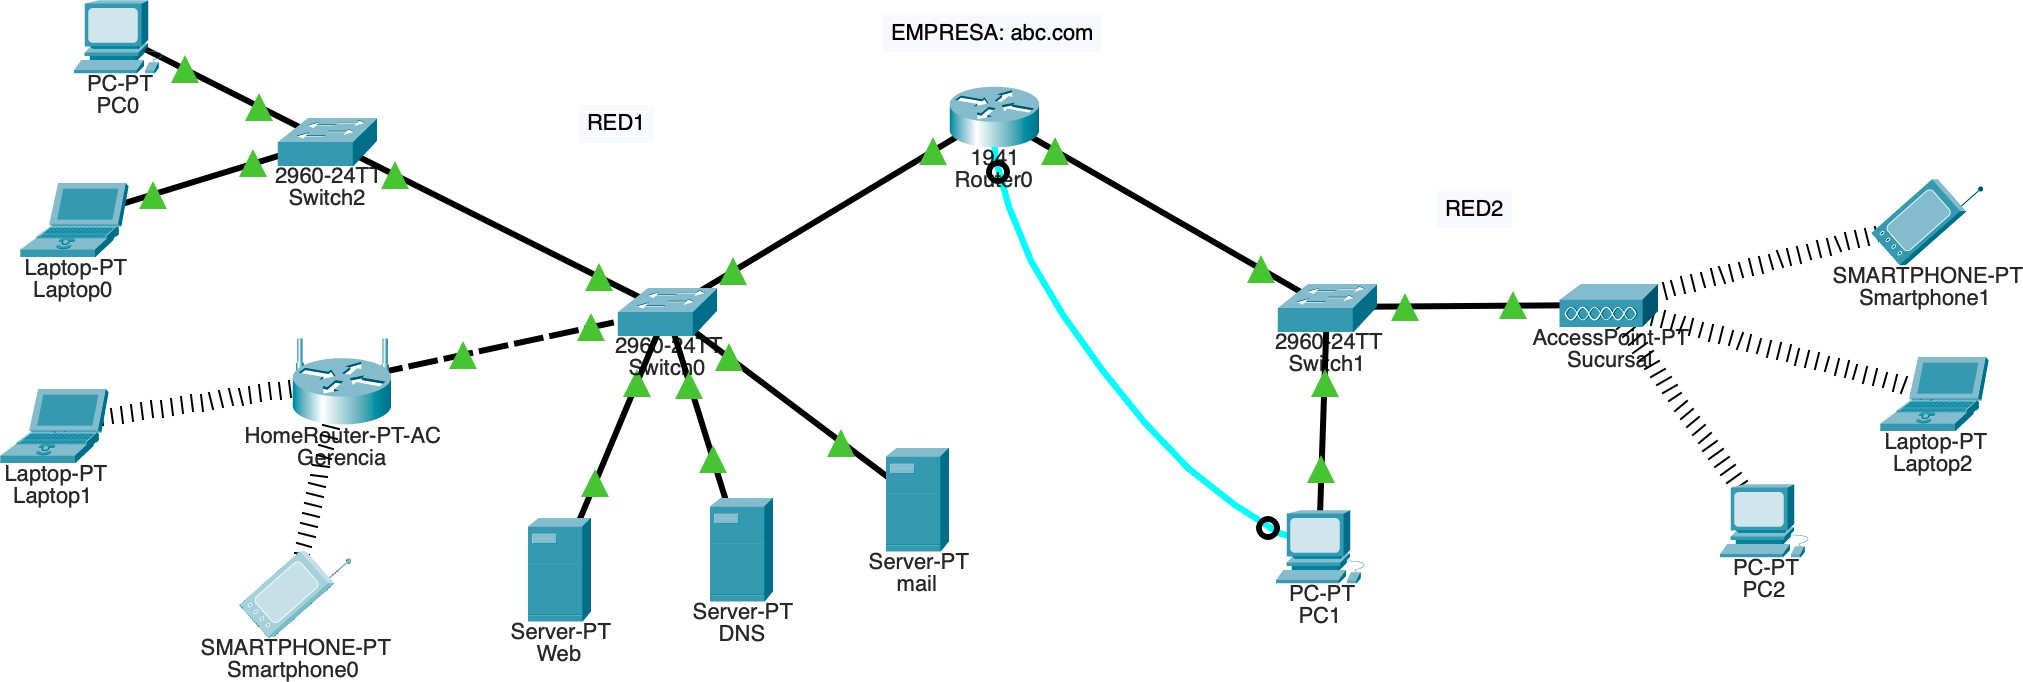 EMPRESA: abc.com
PC-PT
PC0
RED1
1941
Router0
2960-24TT
Switch2
RED2
Laptop-PT
Laptop0
SMARTPHONE-PT
Smartphone1
2960-24TT
Switch0
2960-24TT
Switch1
AccessPoint-PT
Sucursal
HomeRouter-PT-AC
Gerencia
Laptop-PT
Laptop2
Laptop-PT
Laptop1
Server-PT
mail
PC-PT
PC2
PC-PT
PC1
Server-PT
DNS
Server-PT
Web
SMARTPHONE-PT
Smartphone0